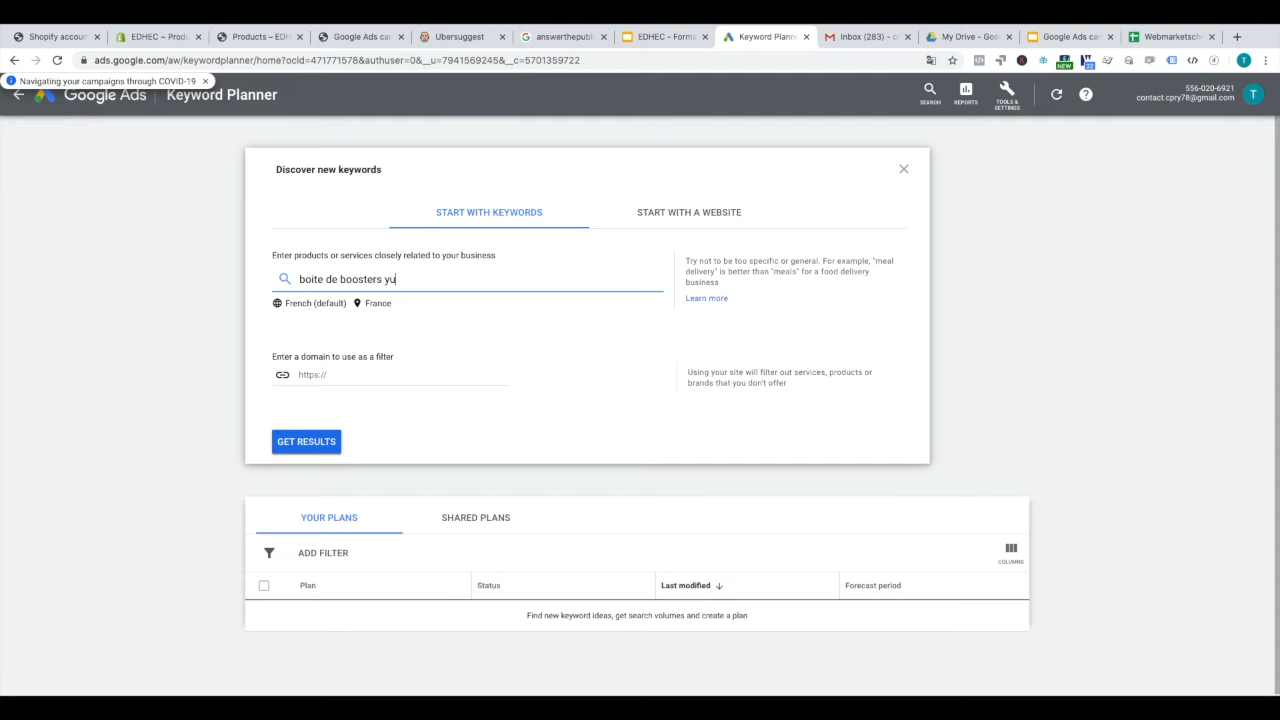 Shopify accoun
EDHEC ~ Produ
Products ~ EDH
Google Ads cam
Ubersuggest
answerthepubli
EDHEC - Forma
Keyword Planne
Inbox (283) - c
My Drive - Goo
Google Ads cam
Webmarketscho
ads.google.com/aw/keywordplanner/home?ocid=471771578&authuser=0&__u=7941569245&__c=5701359722
NEW
Navigating your campaigns through COVID-19
Google Ads
Keyword Planner
SEARCH
REPORTS
TOOLS & SETTINGS
556-020-6921
contact.cpry78@gmail.com
T
Discover new keywords
START WITH KEYWORDS
START WITH A WEBSITE
Enter products or services closely related to your business
boite de boosters yu
French (default)
France
Try not to be too specific or general. For example, "meal
delivery" is better than "meals" for a food delivery
business
Learn more
Enter a domain to use as a filter
https://
Using your site will filter out services, products or
brands that you don't offer
GET RESULTS
YOUR PLANS
SHARED PLANS
ADD FILTER
COLUMNS
Plan
Status
Last modified
Forecast period
Find new keyword ideas, get search volumes and create a plan